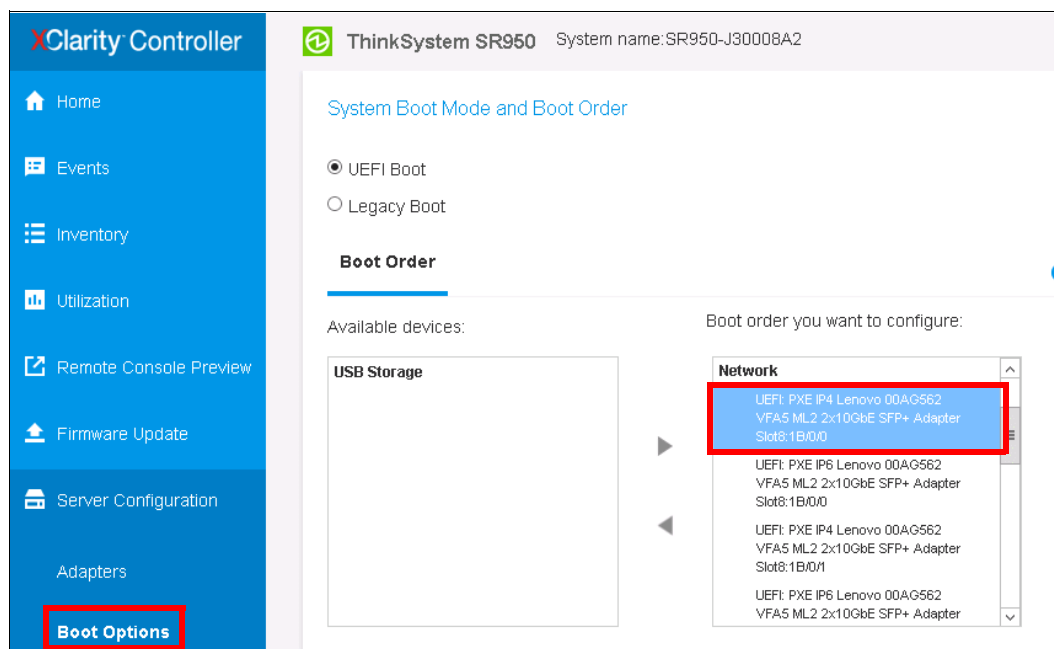 XClarity Controller
ThinkSystem SR950 System name:SR950-J30008A2
Home
Events
Inventory
Utilization
Remote Console Preview
Firmware Update
Server Configuration
Adapters
Boot Options
System Boot Mode and Boot Order
UEFI Boot
Legacy Boot
Boot Order
Available devices:
USB Storage
Boot order you want to configure:
Network
UEFI: PXE IP4 Lenovo 00AG562
VFA5 ML2 2x10GbE SFP+ Adapter
Slot8:1B/0/0
UEFI: PXE IP6 Lenovo 00AG562
VFA5 ML2 2x10GbE SFP+ Adapter
Slot8:1B/0/0
UEFI: PXE IP4 Lenovo 00AG562
VFA5 ML2 2x10GbE SFP+ Adapter
Slot8:1B/0/1
UEFI: PXE IP6 Lenovo 00AG562
VFA5 ML2 2x10GbE SFP+ Adapter